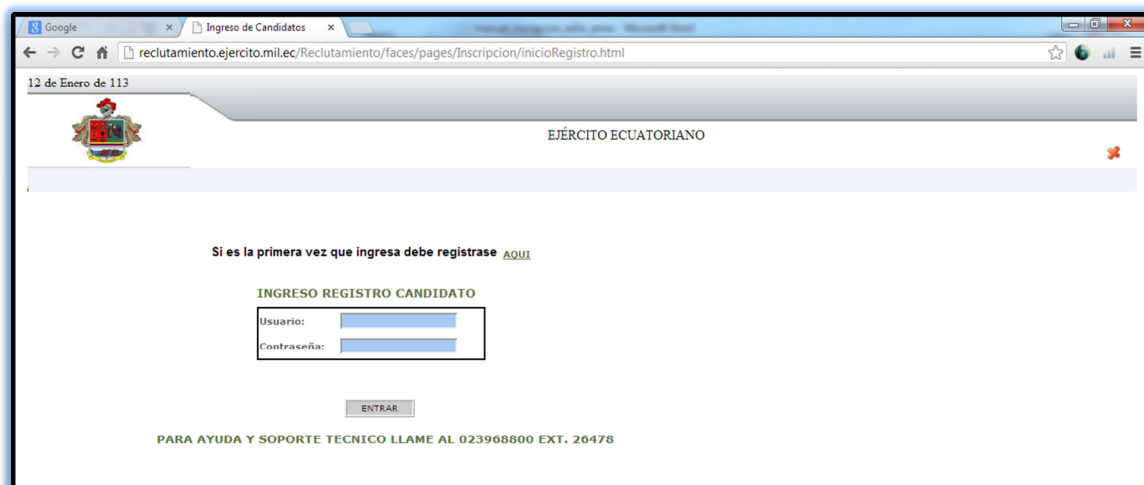 Google
Ingreso de Candidatos
reclutamiento.ejercito.mil.ec/Reclutamiento/faces/pages/Inscripcion/inicioRegistro.html
12 de Enero de 113
EJÉRCITO ECUATORIANO
Si es la primera vez que ingresa debe registrase AQUI
INGRESO REGISTRO CANDIDATO
Usuario:
Contraseña:
ENTRAR
PARA AYUDA Y SOPORTE TECNICO LLAME AL 023968800 EXT. 26478